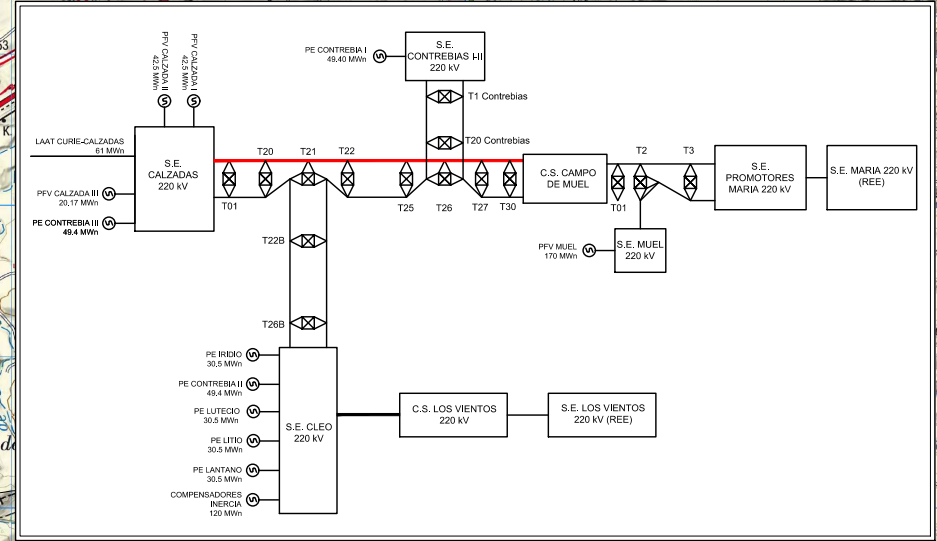 PFV CALZADA II
42.5 MWn
PFV CALZADA I
42.5 MWn
PE CONTREBIA I
49.40 MWn
S.E.
CONTREBIAS I-II
220 kV
T1 Contrebias
T20 Contrebias
LAAT CURIE-CALZADAS
61 MWn
S.E.
CALZADAS
220 kV
PFV CALZADA III
20.17 MWn
PE CONTREBIA III
49.4 MWn
T01
T20
T21
T22
T25
T26
T27
T30
C.S. CAMPO
DE MUEL
T01
T2
T3
S.E.
PROMOTORES
MARIA 220 kV
S.E. MARIA 220 kV
(REE)
PFV MUEL
170 MWn
S.E. MUEL
220 kV
T22B
T26B
PE IRIDIO
30.5 MWn
PE CONTREBIA II
49.4 MWn
PE LUTECIO
30.5 MWn
PE LITIO
30.5 MWn
PE LANTANO
30.5 MWn
COMPENSADORES
INERCIA
120 MWn
S.E. CLEO
220 kV
C.S. LOS VIENTOS
220 kV
S.E. LOS VIENTOS
220 kV (REE)